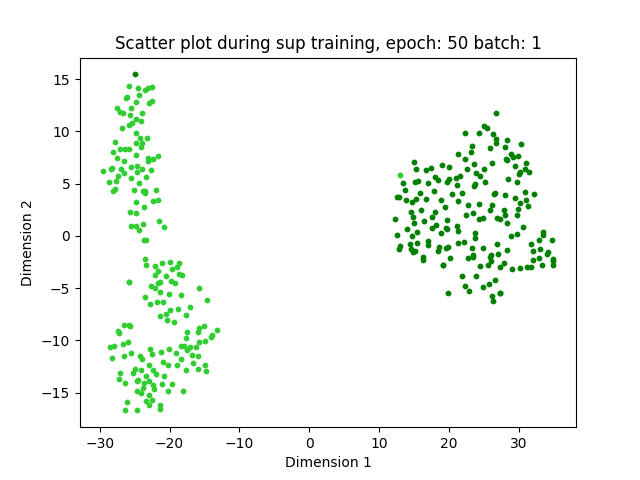 Scatter plot during sup training, epoch: 50 batch: 1
15
10
5
0
−5
−10
−15
Dimension 2
−30 −20 −10 0 10 20 30
Dimension 1